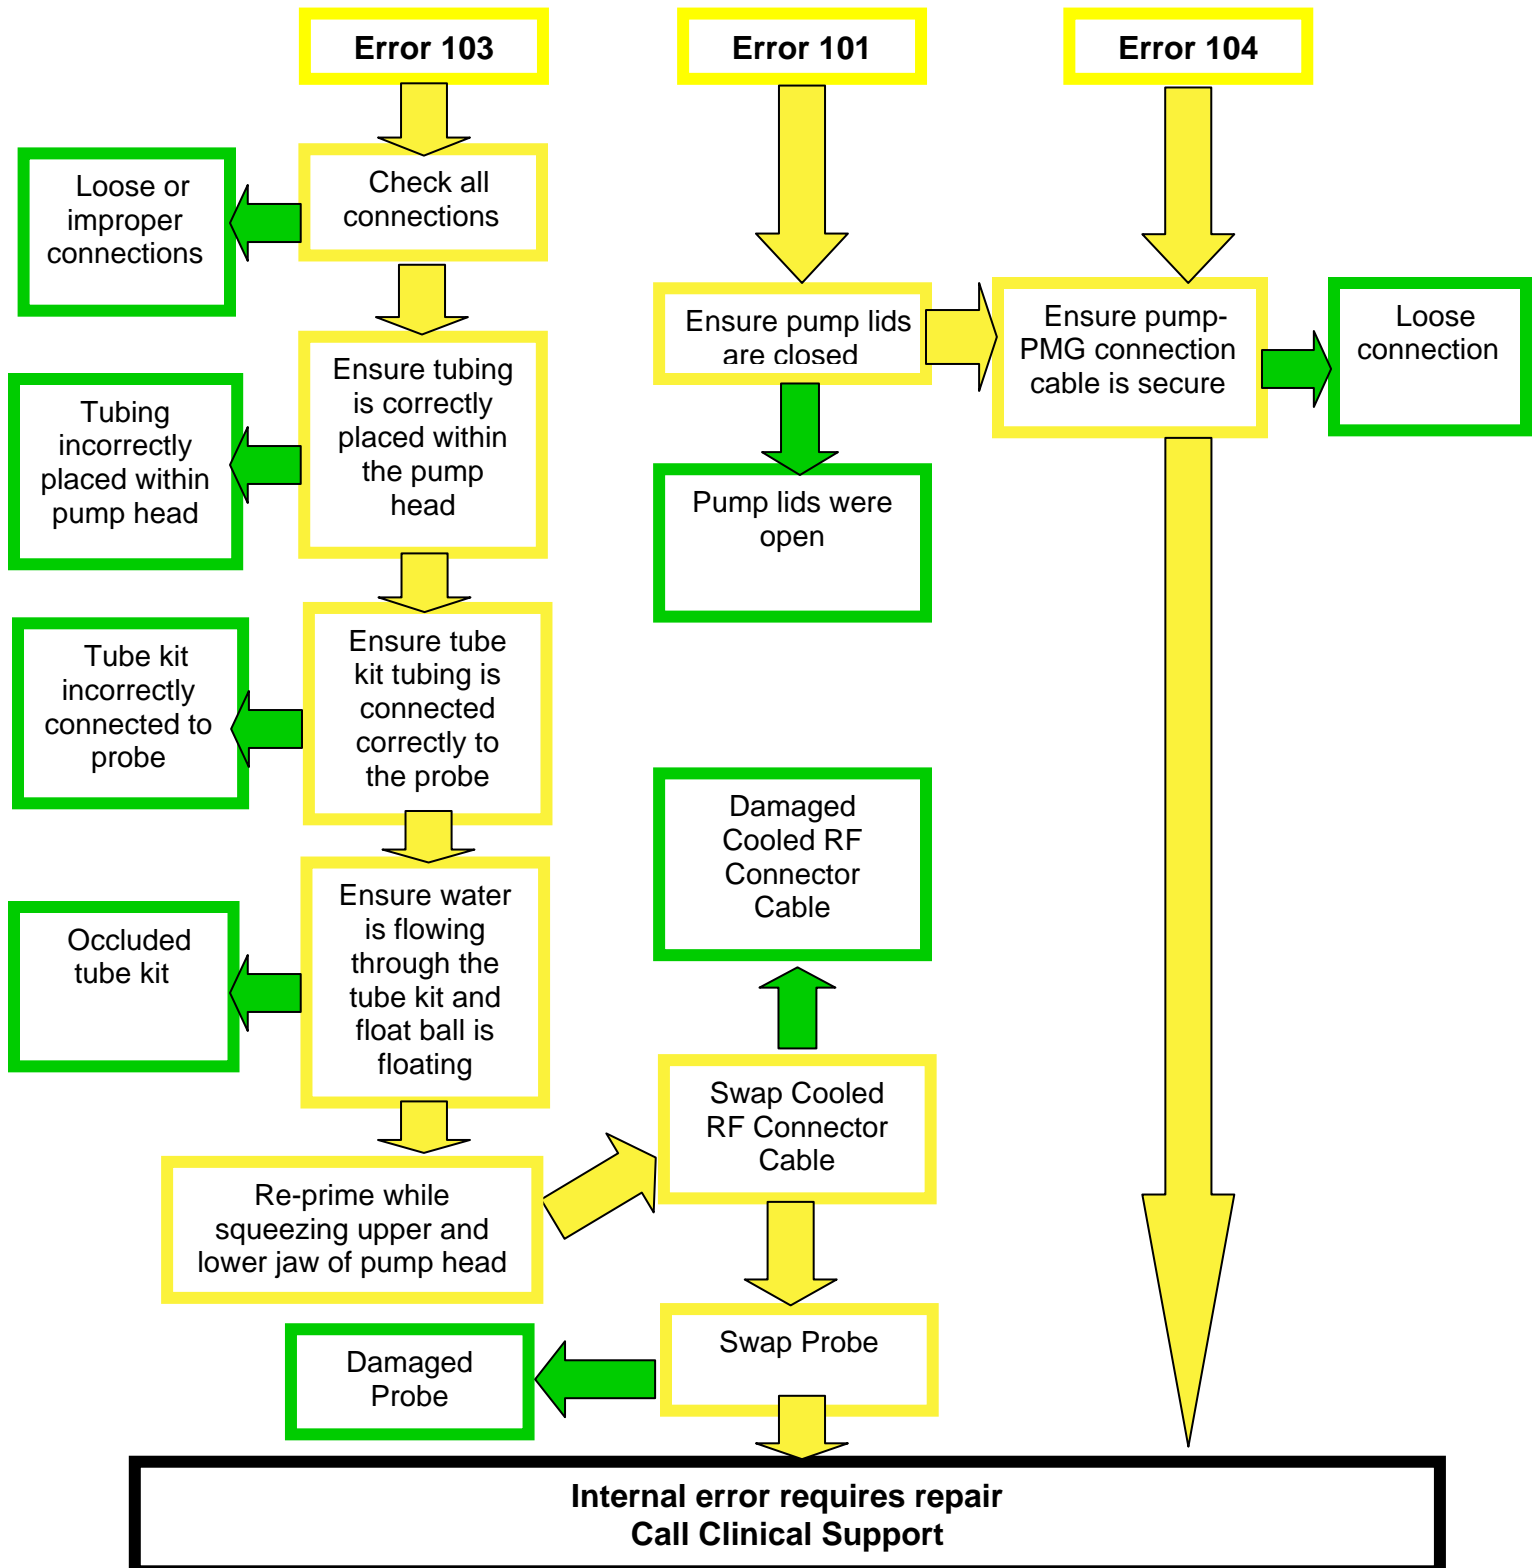 Error 103
Error 101
Error 104
Loose or
improper
connections
Check all
connections
Ensure pump lids
are closed
Ensure pump-
PMG connection
cable is secure
Loose
connection
Tubing
incorrectly
placed within
pump head
Ensure tubing
is correctly
placed within
the pump
head
Pump lids were
open
Tube kit
incorrectly
connected to
probe
Ensure tube
kit tubing is
connected
correctly to
the probe
Damaged
Cooled RF
Connector
Cable
Occluded
tube kit
Ensure water
is flowing
through the
tube kit and
float ball is
floating
Swap Cooled
RF Connector
Cable
Re-prime while
squeezing upper and
lower jaw of pump head
Swap Probe
Damaged
Probe
Internal error requires repair
Call Clinical Support